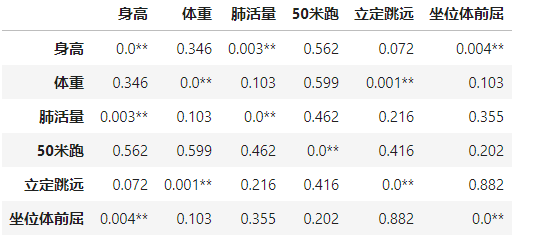 身高 体重 肺活量 50米跑 立定跳远 坐位体前屈
身高 0.0** 0.346 0.003** 0.562 0.072 0.004**
体重 0.346 0.0** 0.103 0.599 0.001** 0.103
肺活量 0.003** 0.103 0.0** 0.462 0.216 0.355
50米跑 0.562 0.599 0.462 0.0** 0.416 0.202
立定跳远 0.072 0.001** 0.216 0.416 0.0** 0.882
坐位体前屈 0.004** 0.103 0.355 0.202 0.882 0.0**